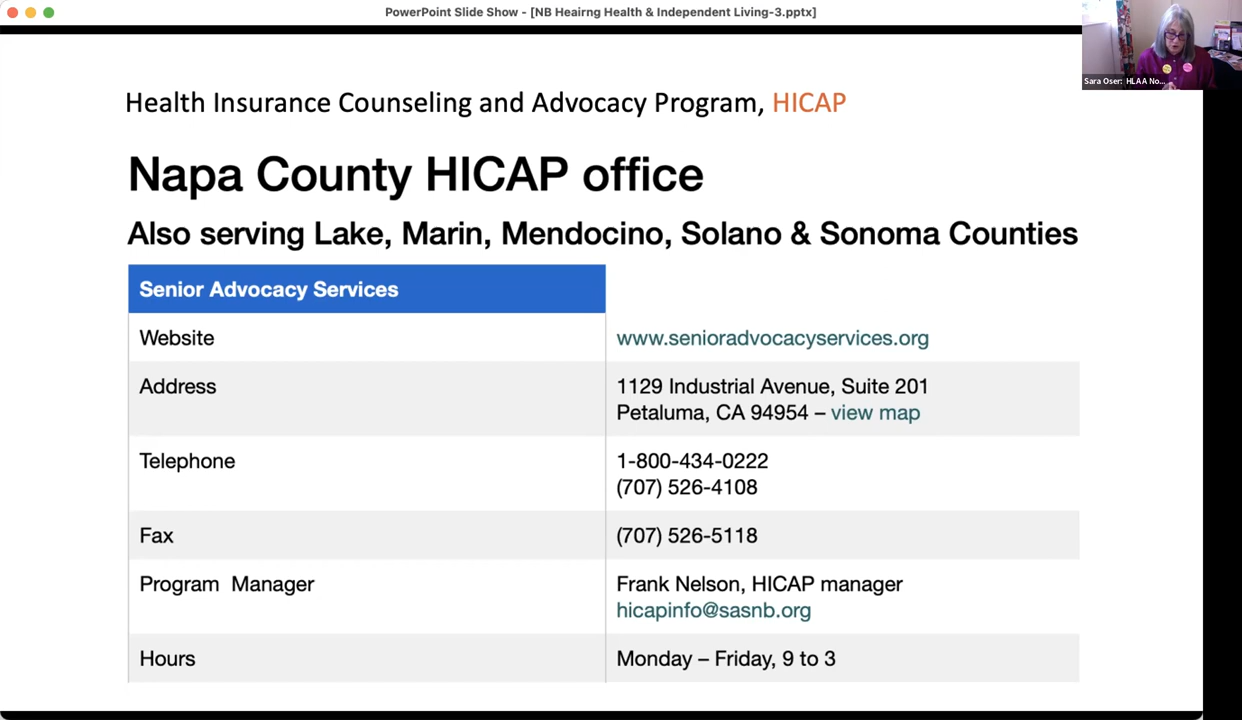 PowerPoint Slide Show - [NB Heairng Health & Independent Living-3.pptx]
Sara Oser: HLAA No...
Health Insurance Counseling and Advocacy Program, HICAP
Napa County HICAP office
Also serving Lake, Marin, Mendocino, Solano & Sonoma Counties
Senior Advocacy Services
Website
www.senioradvocacyservices.org
Address
1129 Industrial Avenue, Suite 201
Petaluma, CA 94954 – view map
Telephone
1-800-434-0222
(707) 526-4108
Fax
(707) 526-5118
Program Manager
Frank Nelson, HICAP manager
hicapinfo@sasnb.org
Hours
Monday – Friday, 9 to 3